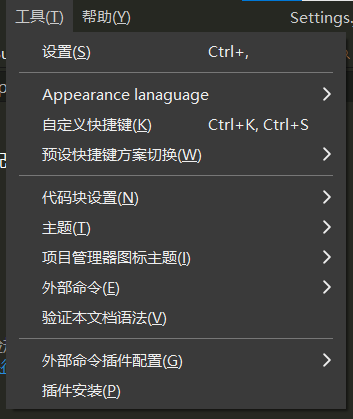 工具(T) 帮助(Y) Settings.
设置(S) Ctrl+,
Appearance lanaguage
自定义快捷键(K) Ctrl+K, Ctrl+S
预设快捷键方案切换(W)
代码块设置(N)
主题(T)
项目管理器图标主题(I)
外部命令(E)
验证本文档语法(V)
外部命令插件配置(G)
插件安装(P)